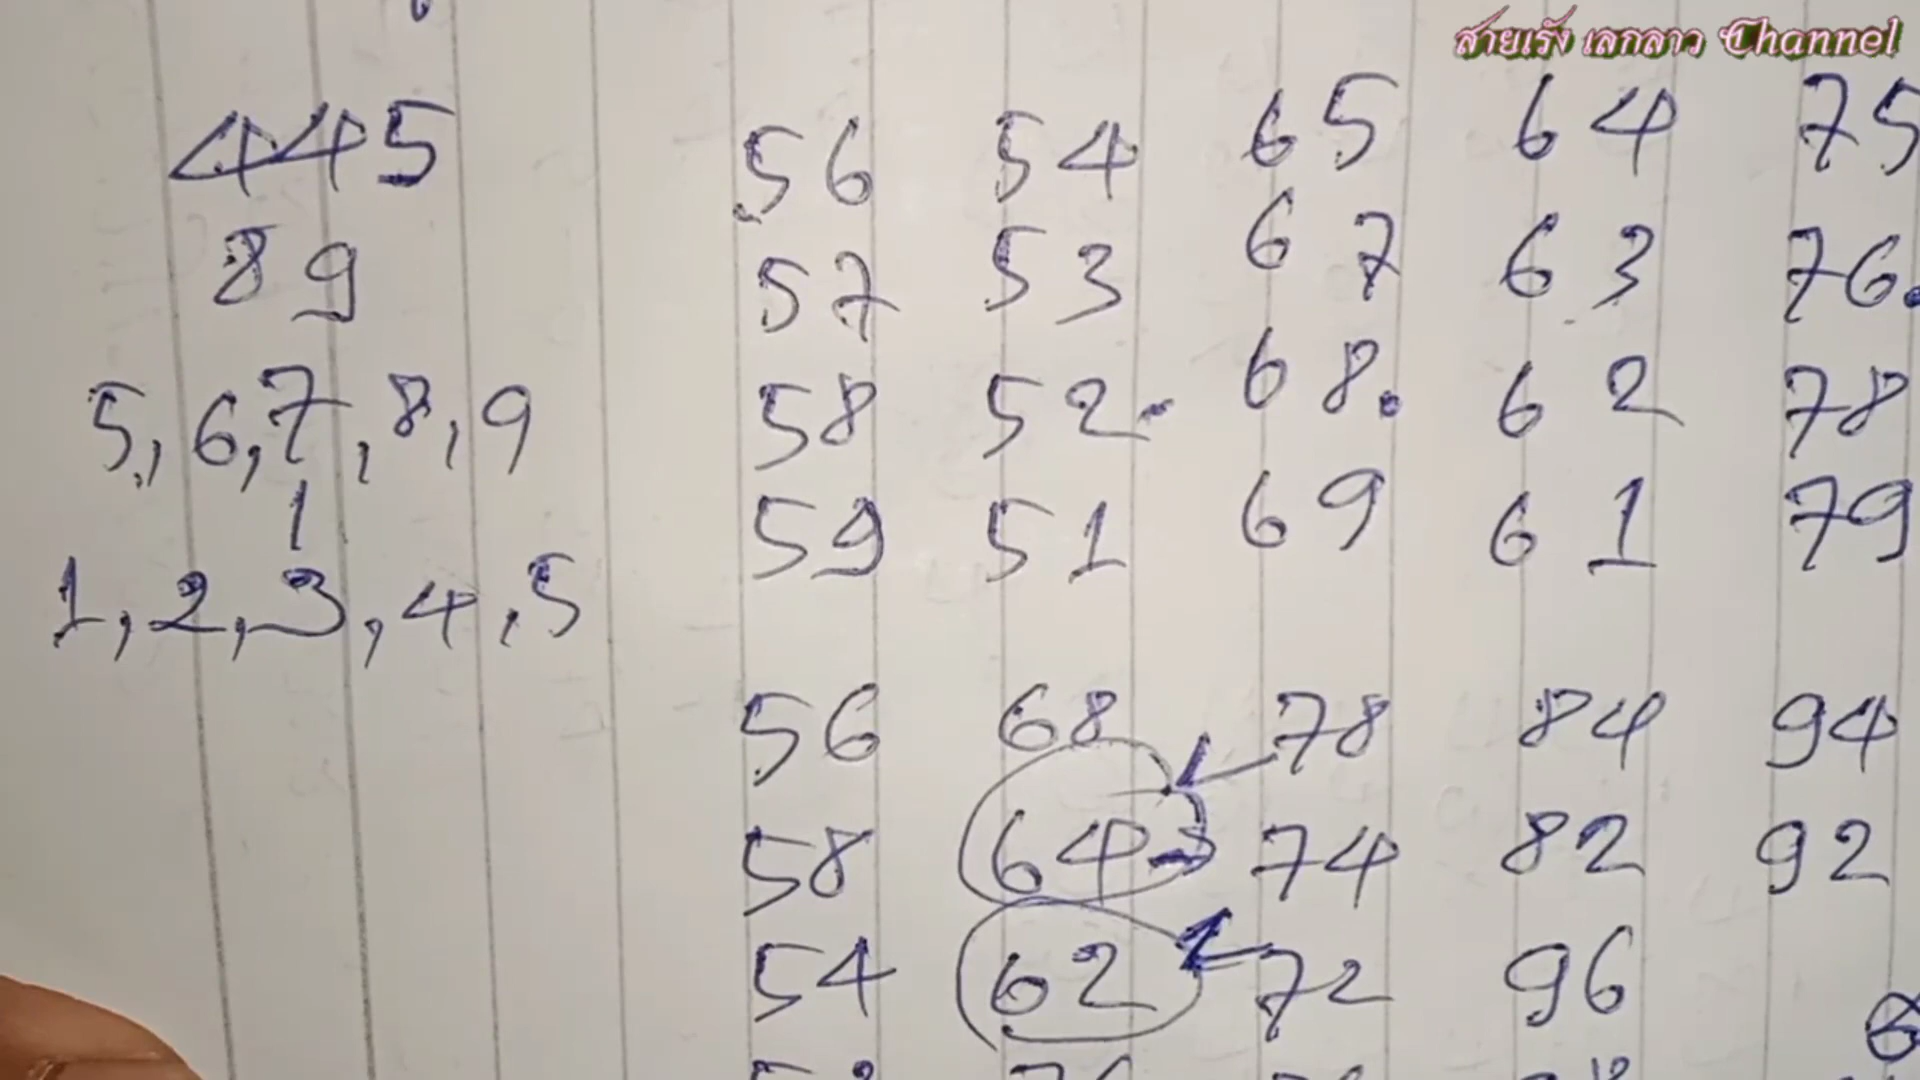 สายเร้ง เลกลาว Channel
445
89
5, 6, 7, 8, 9
1
1, 2, 3, 4, 5
56 54 65 64 75
57 53 67 63 76.
58 52. 68. 62 78
59 51 69 61 79
56 68 78 84 94
58 64 74 82 92
54 62 72 96